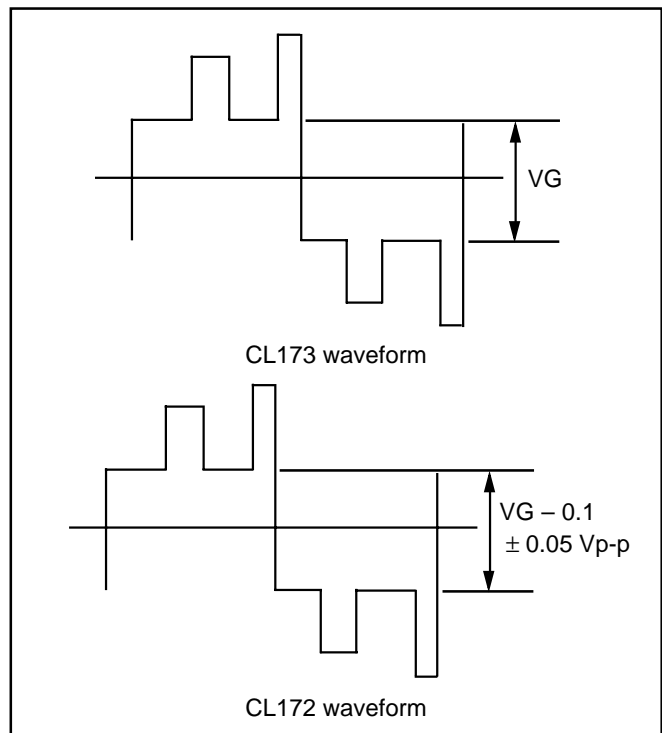 VG
CL173 waveform
VG – 0.1
± 0.05 Vp-p
CL172 waveform